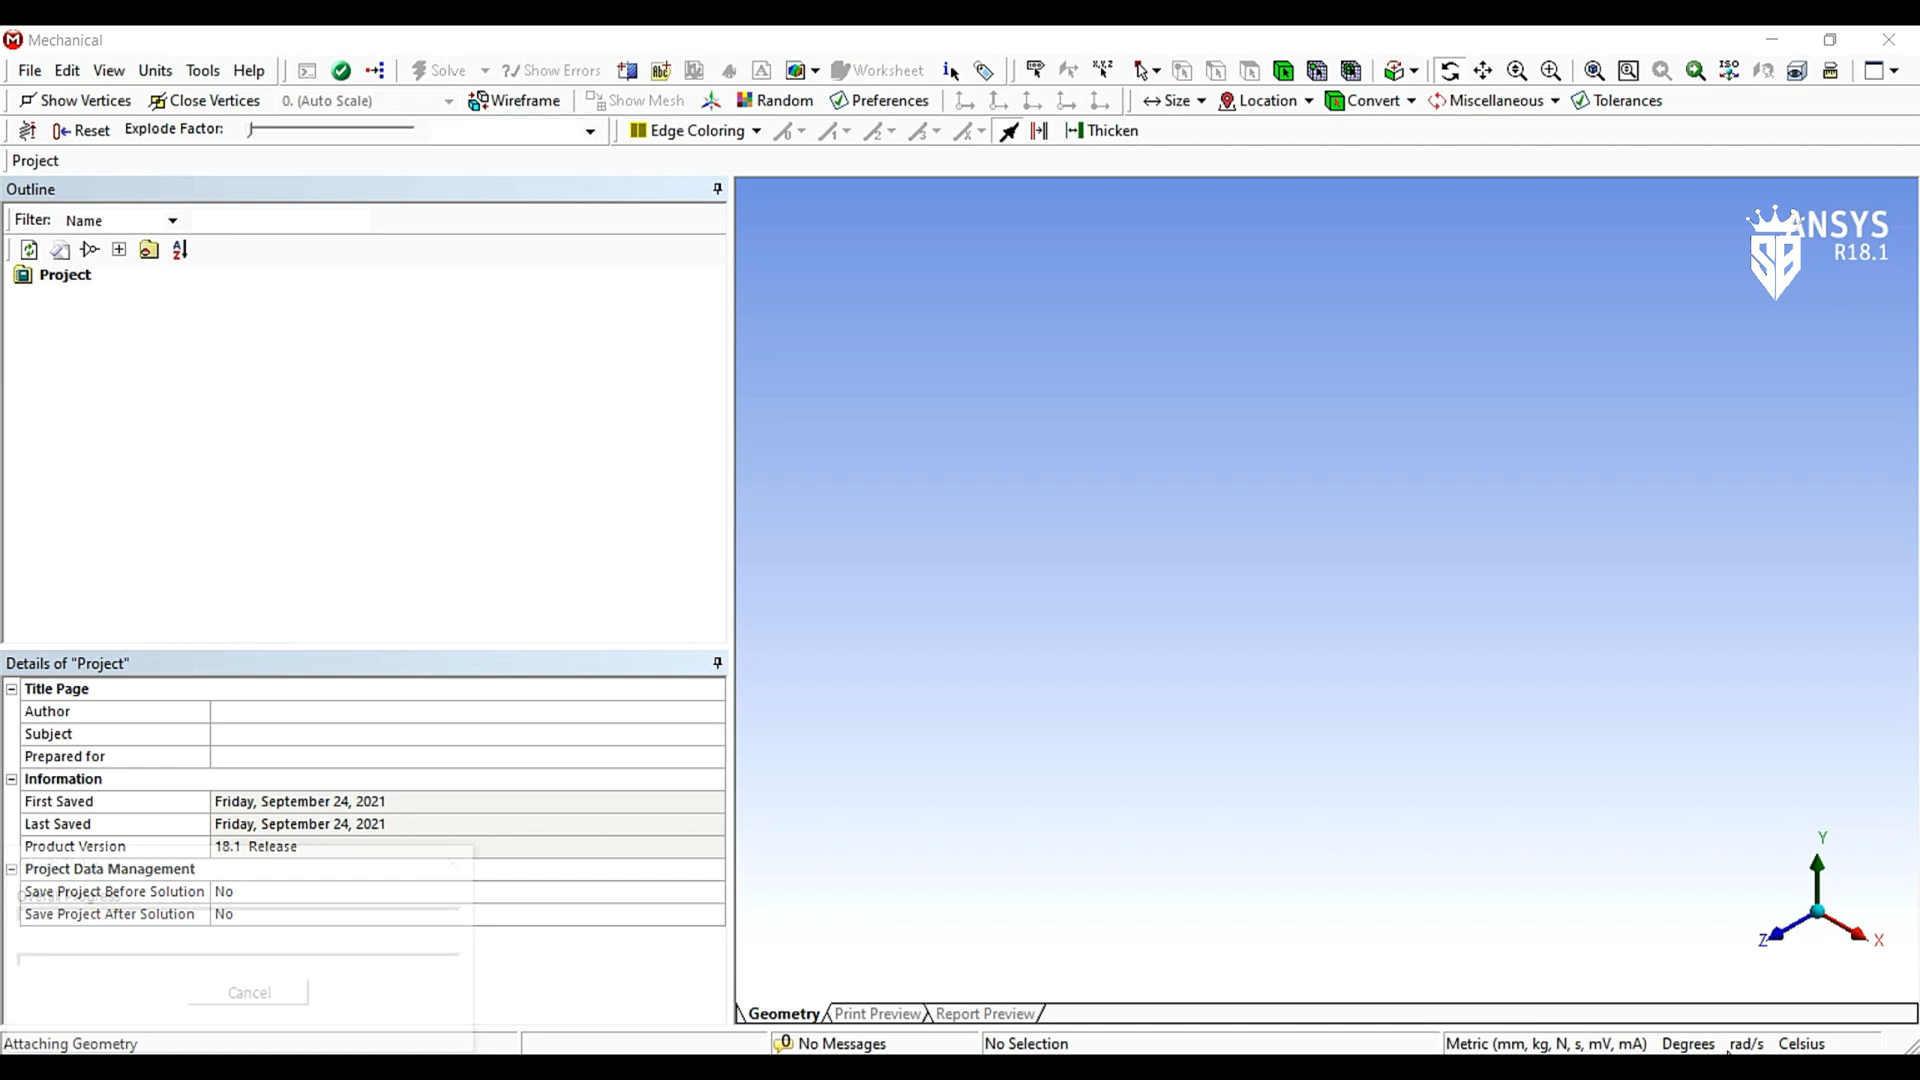 Mechanical
File Edit View Units Tools Help Solve ?/ Show Errors Worksheet
Show Vertices Close Vertices 0. (Auto Scale) Wireframe Show Mesh Random Preferences Size Location Convert Miscellaneous Tolerances
Reset Explode Factor: Edge Coloring Thicken
Project
Outline
Filter: Name
Project
ANSYS
R18.1
SB
Details of "Project"
Title Page
Author
Subject
Prepared for
Information
First Saved Friday, September 24, 2021
Last Saved Friday, September 24, 2021
Product Version 18.1 Release
Project Data Management
Save Project Before Solution No
Overall Progress
Save Project After Solution No
Cancel
Y
Z X
Geometry Print Preview Report Preview
Attaching Geometry 0 No Messages No Selection Metric (mm, kg, N, s, mV, mA) Degrees rad/s Celsius